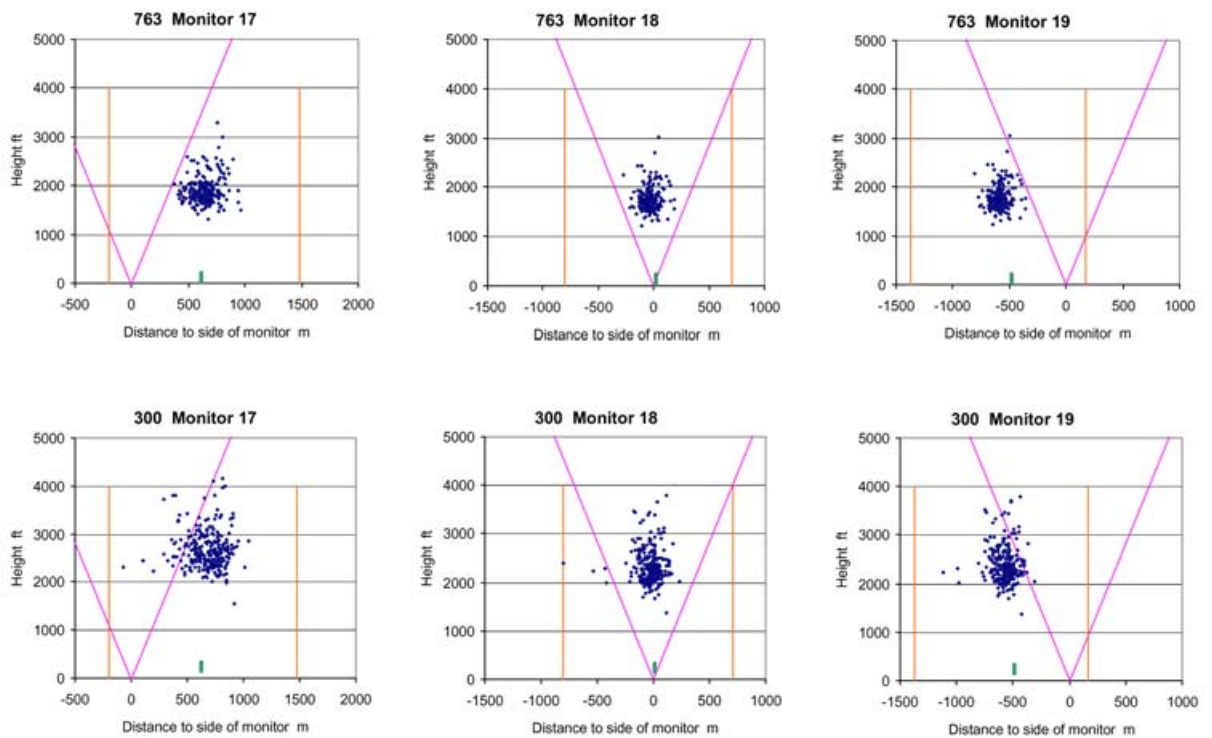 763 Monitor 17
5000
4000
3000
2000
1000
0
Height ft
-500 0 500 1000 1500 2000
Distance to side of monitor m
763 Monitor 18
5000
4000
3000
2000
1000
0
Height ft
-1500 -1000 -500 0 500 1000
Distance to side of monitor m
763 Monitor 19
5000
4000
3000
2000
1000
0
Height ft
-1500 -1000 -500 0 500 1000
Distance to side of monitor m
300 Monitor 17
5000
4000
3000
2000
1000
0
Height ft
-500 0 500 1000 1500 2000
Distance to side of monitor m
300 Monitor 18
5000
4000
3000
2000
1000
0
Height ft
-1500 -1000 -500 0 500 1000
Distance to side of monitor m
300 Monitor 19
5000
4000
3000
2000
1000
0
Height ft
-1500 -1000 -500 0 500 1000
Distance to side of monitor m